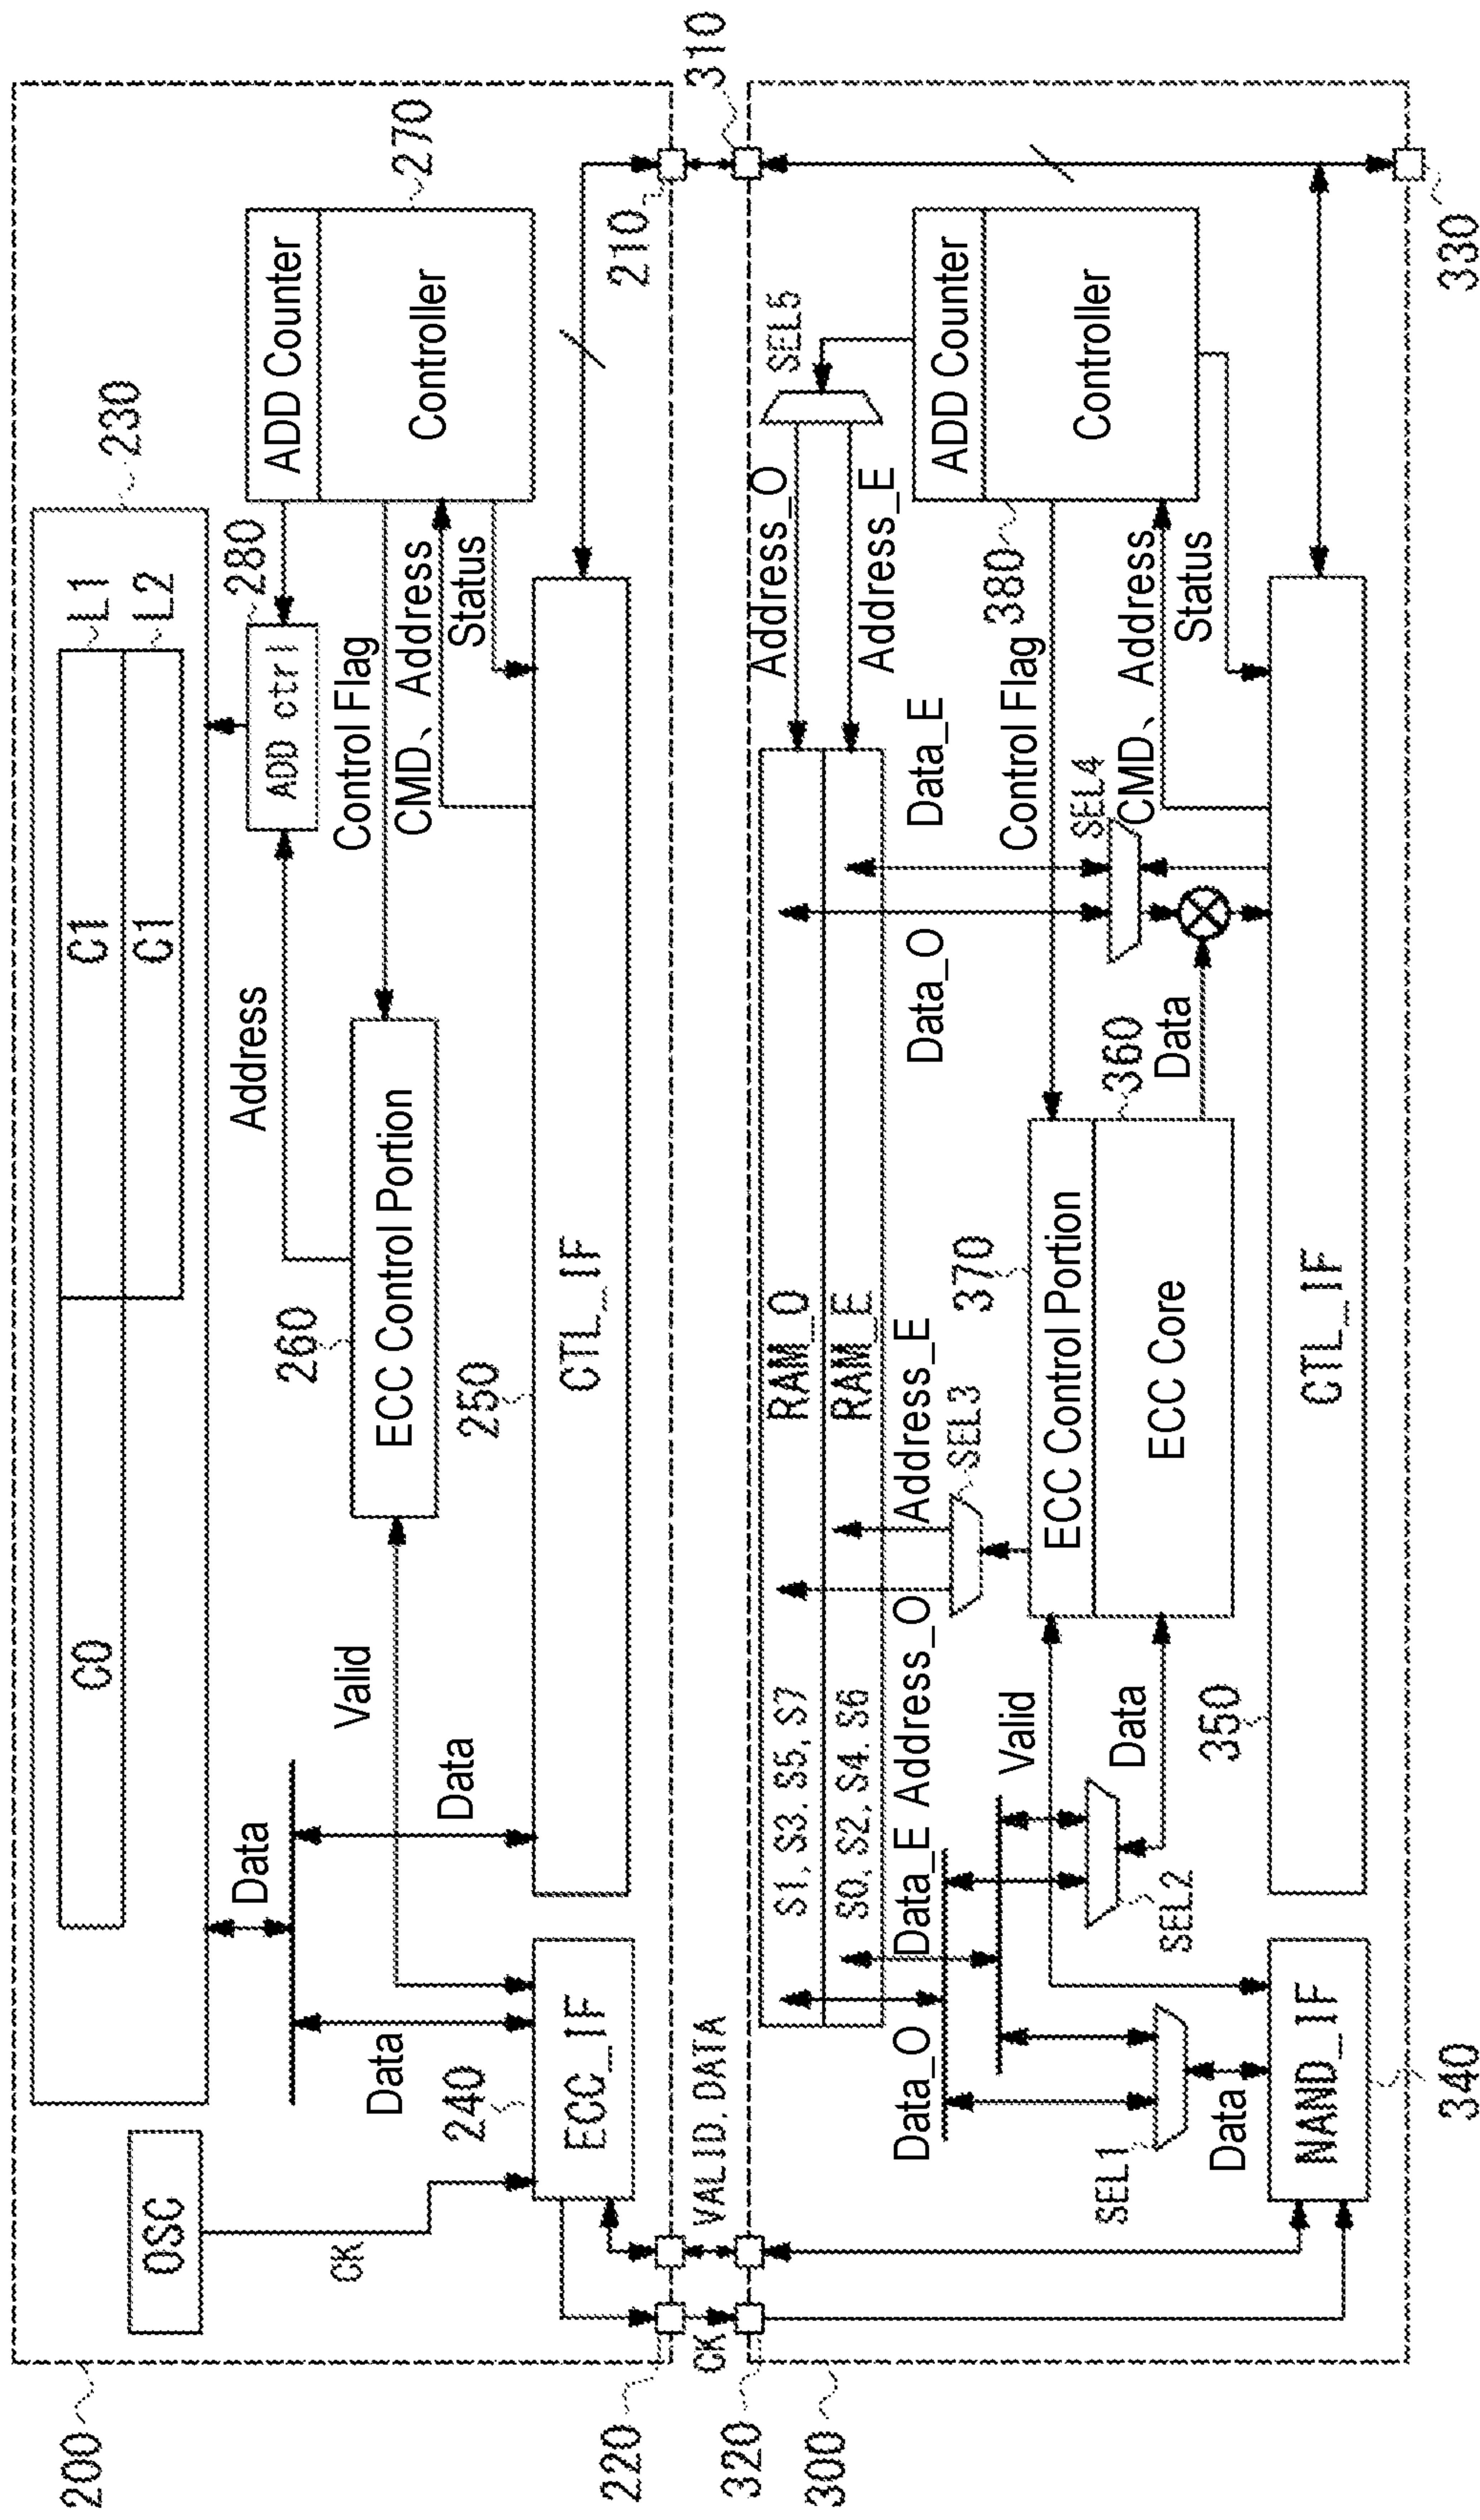 200
OSC
CK
230
C0
C1
L1
C1
L2
Data
Data
Data
Valid
Address
280
ADD ctrl
Control Flag
CMD、Address
Status
ADD Counter
Controller
270
260
ECC Control Portion
240
ECC_IF
250
CTL_IF
210
220
CK
VALID, DATA
310
320
300
S1, S3. S5, S7
RAM_O
S0, S2, S4. S6
RAM_E
Address_O
Address_E
SEL5
ADD Counter
Controller
380
Data_O
Data_E
Address_O
Address_E
SEL3
Data_O
Data_E
Control Flag
SEL4
CMD、Address
Status
Valid
370
ECC Control Portion
ECC Core
360
Data
Data
SEL1
SEL2
Data
NAND_IF
340
350
CTL_IF
330